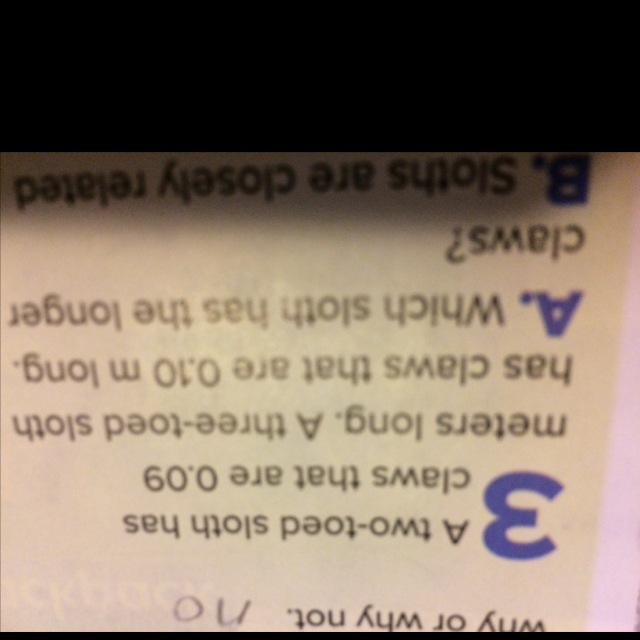 why or why not. no
3 A two-toed sloth has
claws that are 0.09
meters long. A three-toed sloth
has claws that are 0.10 m long.
A. Which sloth has the longer
claws?
B. Sloths are closely related